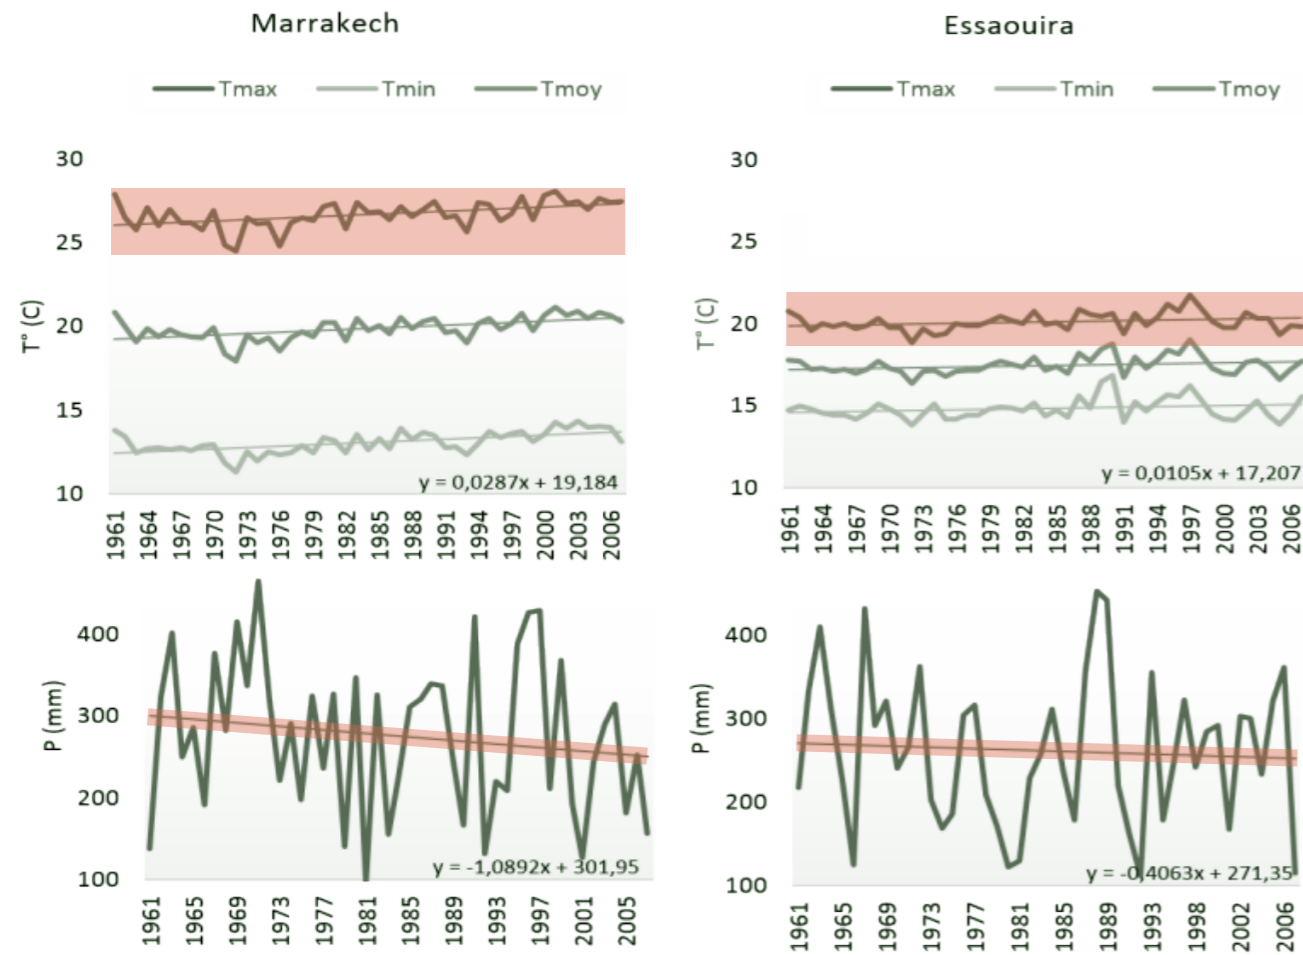 Marrakech
Tmax Tmin Tmoy
30
25
20
15
10
T° (C)
y = 0,0287x + 19,184
1961 1964 1967 1970 1973 1976 1979 1982 1985 1988 1991 1994 1997 2000 2003 2006
Essaouira
Tmax Tmin Tmoy
30
25
20
15
10
T° (C)
y = 0,0105x + 17,207
1961 1964 1967 1970 1973 1976 1979 1982 1985 1988 1991 1994 1997 2000 2003 2006
400
300
200
100
P (mm)
y = -1,0892x + 301,95
1961 1965 1969 1973 1977 1981 1985 1989 1993 1997 2001 2005
400
300
200
100
P (mm)
y = -0,4063x + 271,35
1961 1965 1969 1973 1977 1981 1985 1989 1993 1998 2002 2006